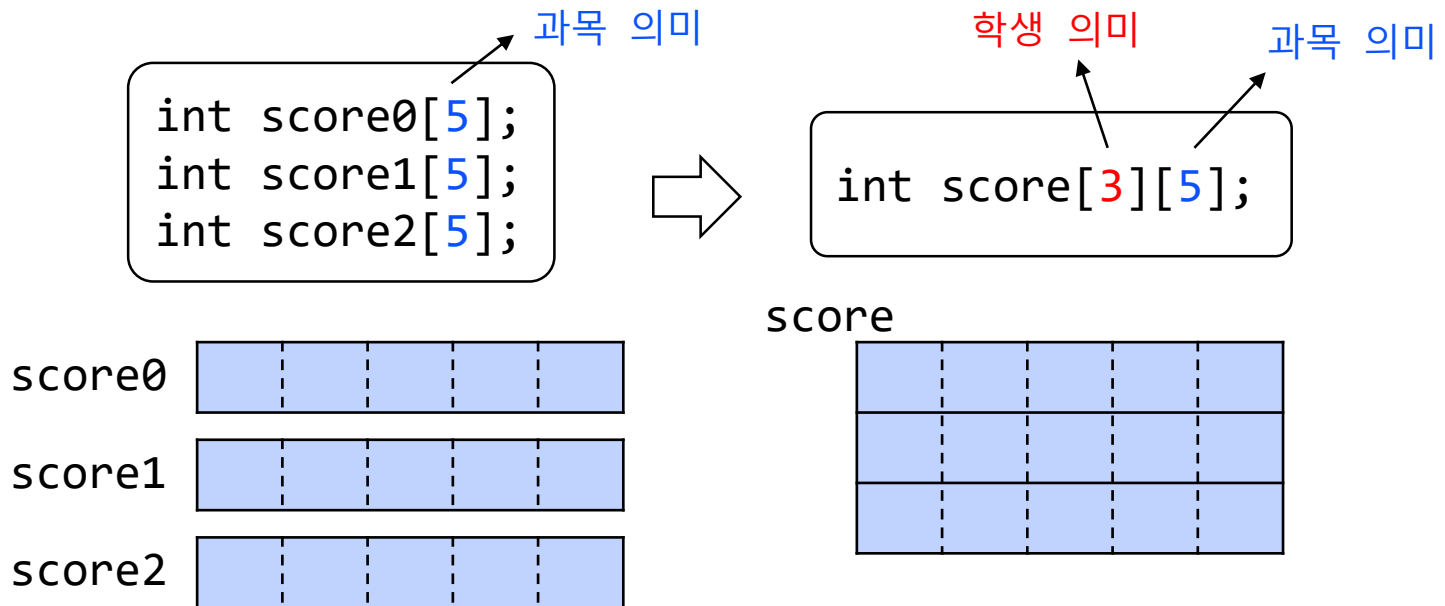 과목 의미
int score0[5];
int score1[5];
int score2[5];
학생 의미
과목 의미
int score[3][5];
score0
score1
score2
score